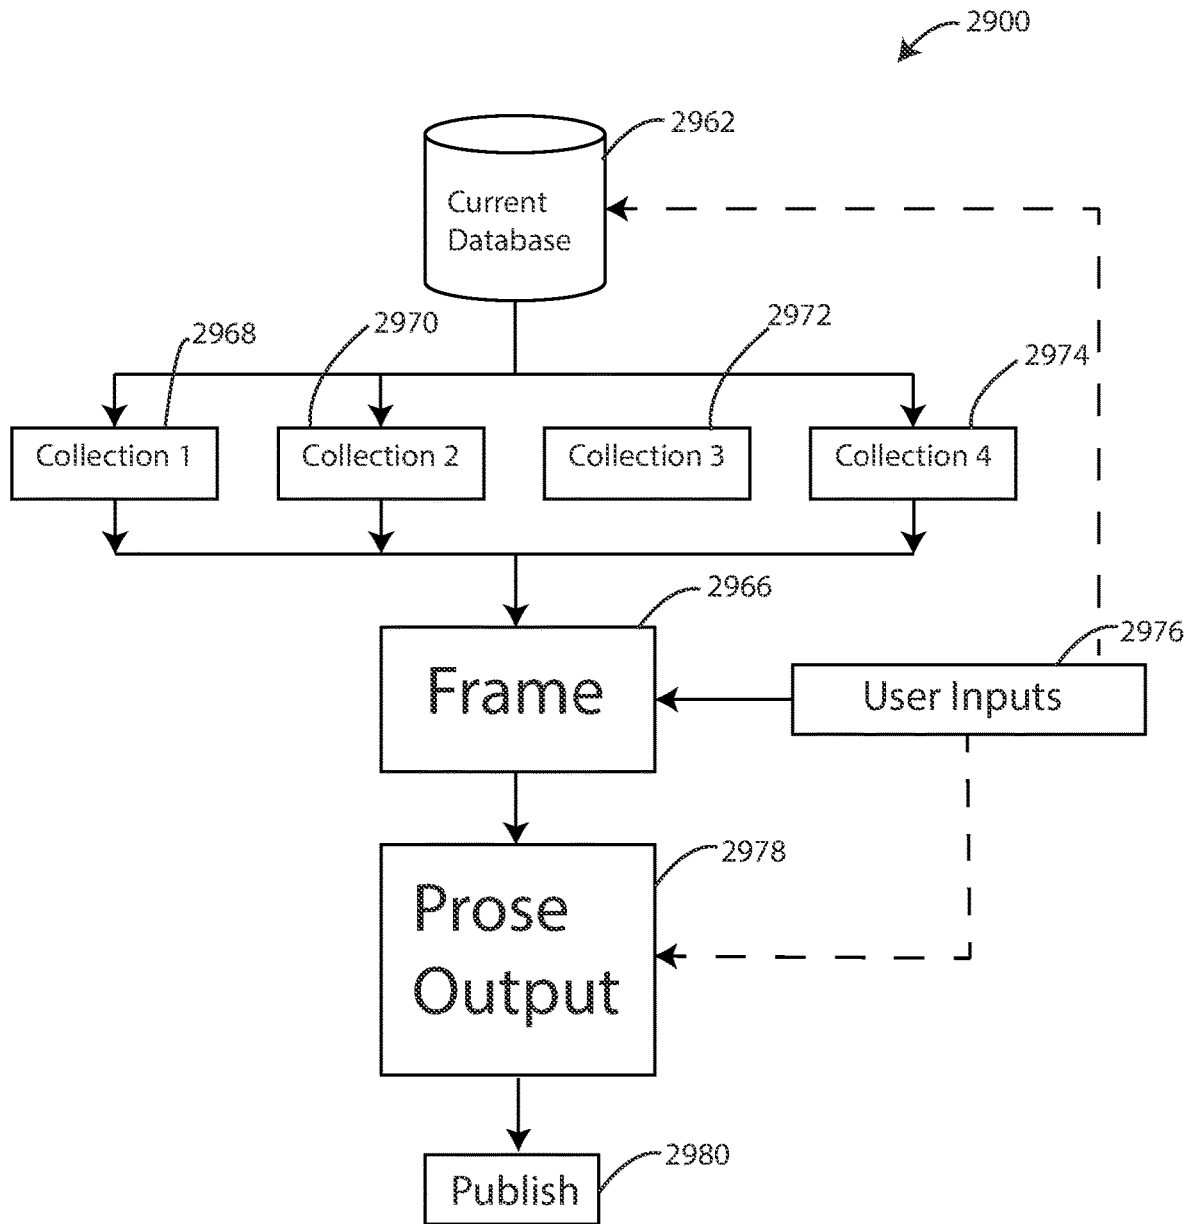 2900
2962
Current
Database
2968
2970
2972
2974
Collection 1
Collection 2
Collection 3
Collection 4
2966
2976
Frame
User Inputs
2978
Prose
Output
2980
Publish